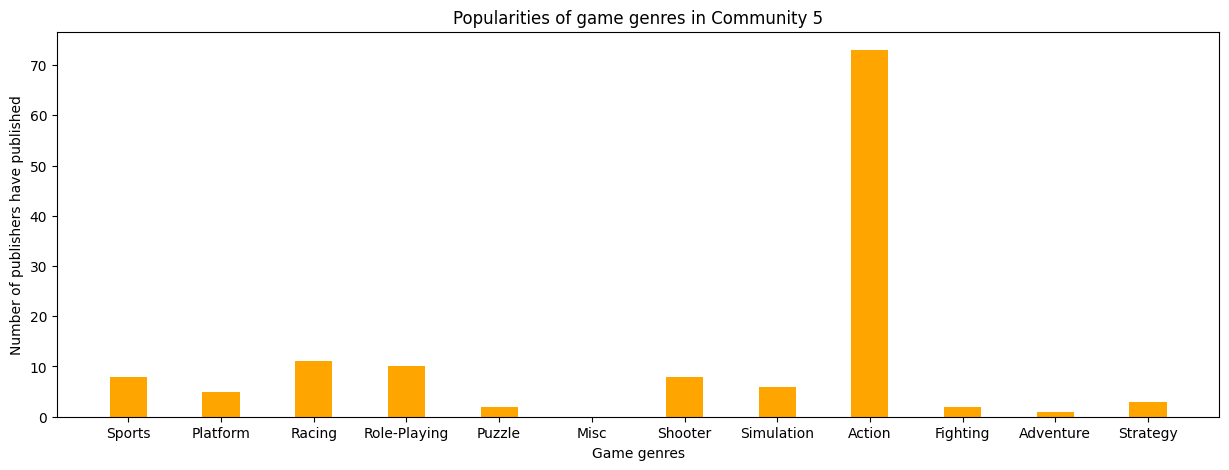 Popularities of game genres in Community 5
Number of publishers have published
70
60
50
40
30
20
10
0
Sports Platform Racing Role-Playing Puzzle Misc Shooter Simulation Action Fighting Adventure Strategy
Game genres